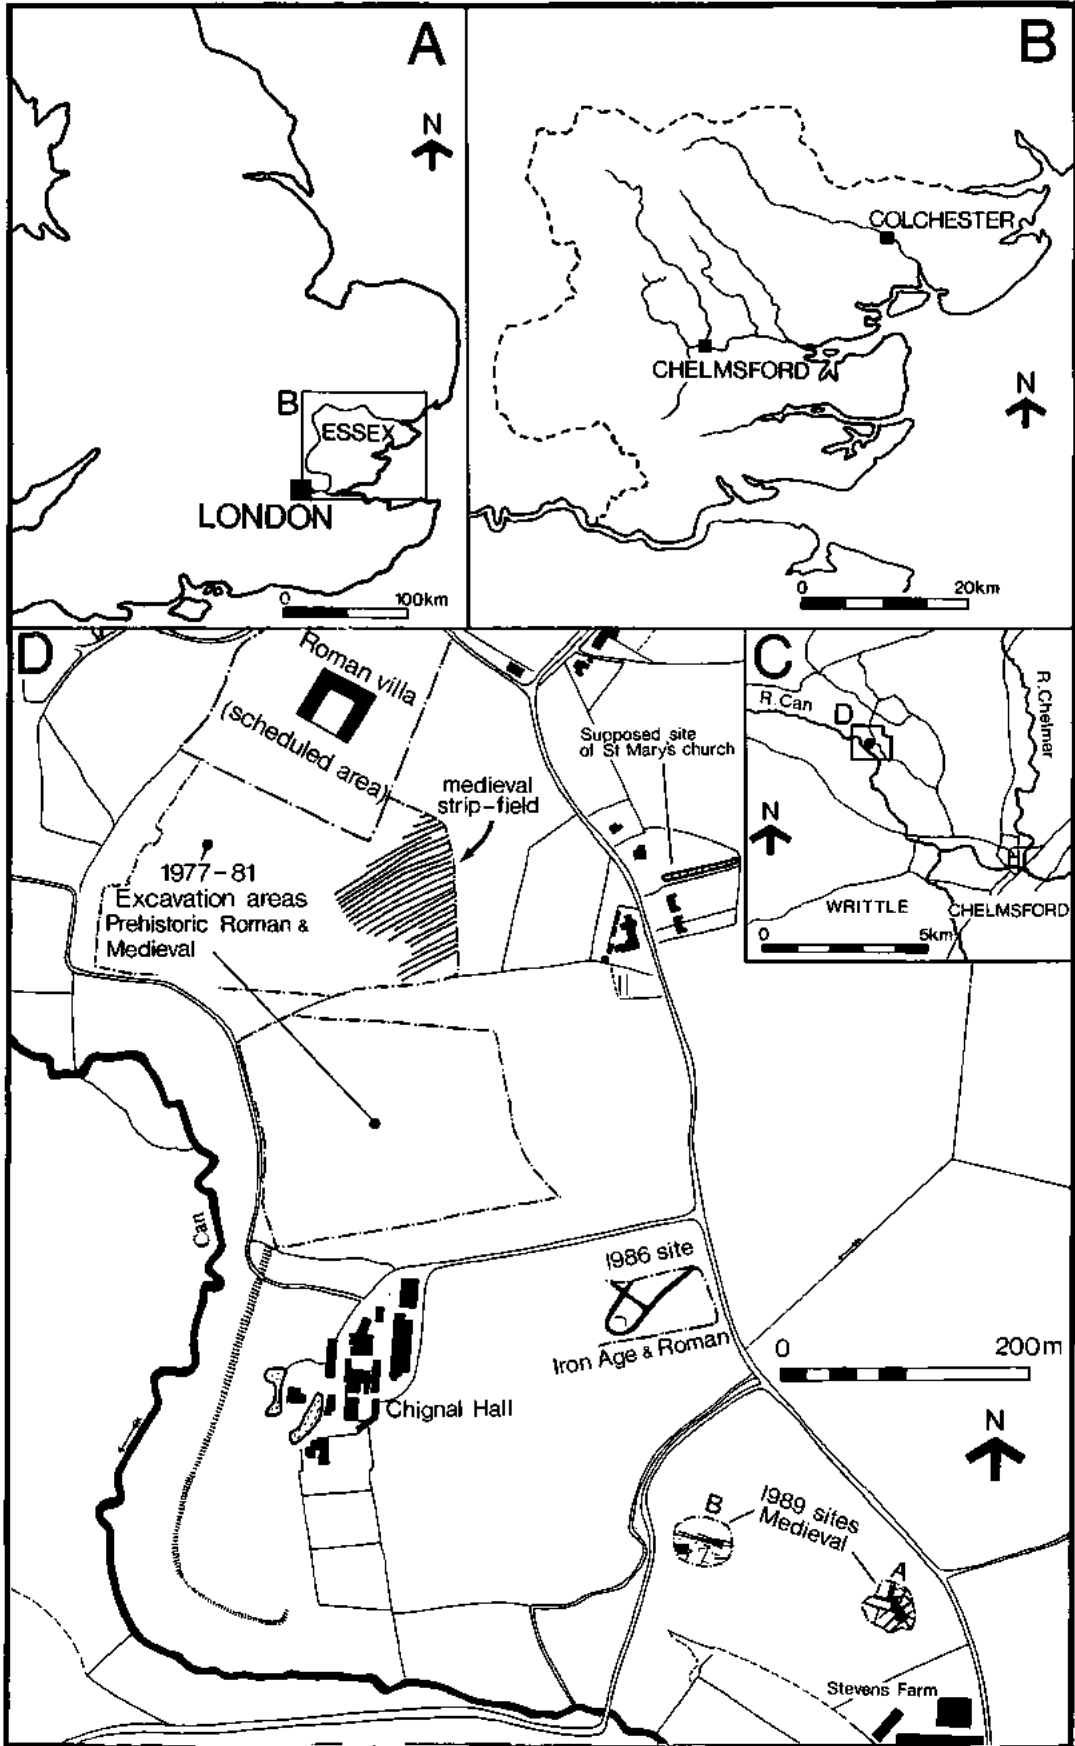 A
N
B
ESSEX
LONDON
0 100km
B
COLCHESTER
CHELMSFORD
N
0 20km
D
Roman villa
(scheduled area)
medieval
strip-field
1977-81
Excavation areas
Prehistoric Roman &
Medieval
Supposed site
of St Mary's church
C
R.Can
D
R.Chelmer
N
WRITTLE
CHELMSFORD
0 5km
Can
1986 site
Iron Age & Roman
0 200m
Chignal Hall
N
B
1989 sites
Medieval
A
Stevens Farm